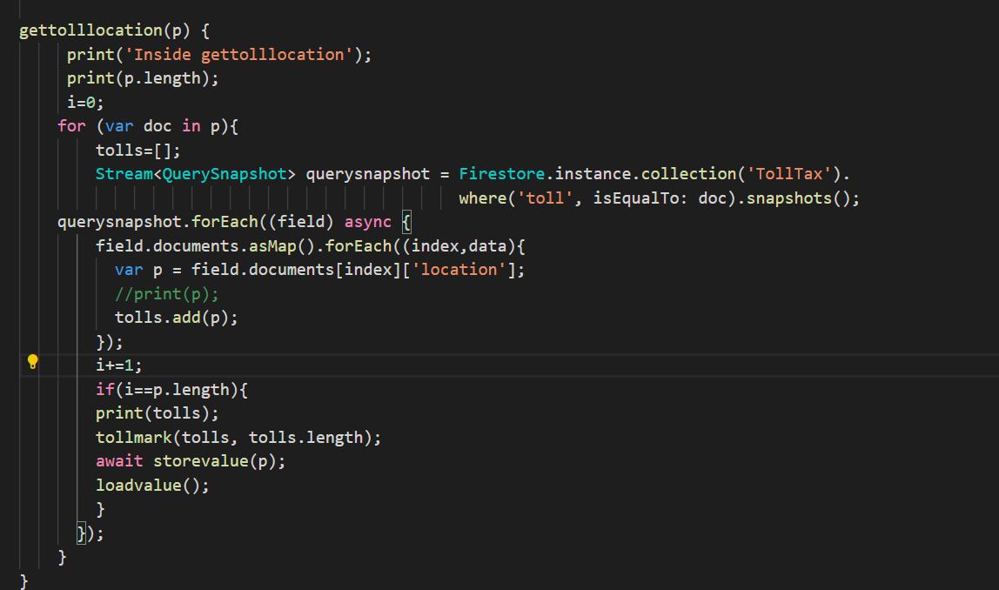 gettolllocation(p) {
print('Inside gettolllocation');
print(p.length);
i=0;
for (var doc in p){
tolls=[];
Stream<QuerySnapshot> querysnapshot = Firestore.instance.collection('TollTax').
where('toll', isEqualTo: doc).snapshots();
querysnapshot.forEach((field) async {
field.documents.asMap().forEach((index,data){
var p = field.documents[index]['location'];
//print(p);
tolls.add(p);
});
i+=1;
if(i==p.length){
print(tolls);
tollmark(tolls, tolls.length);
await storevalue(p);
loadvalue();
}
});
}
}